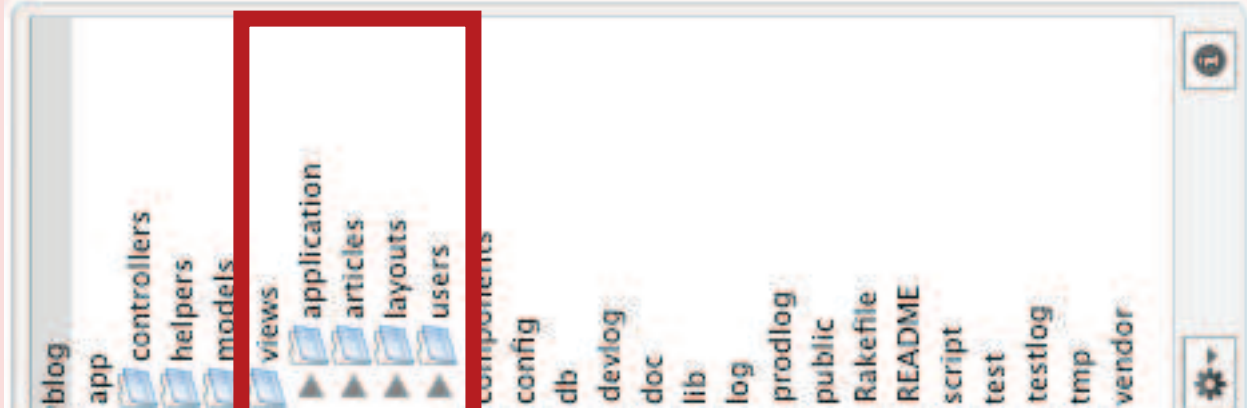 blog
app
controllers
helpers
models
views
application
articles
layouts
users
components
config
db
devlog
doc
lib
log
prodlog
public
Rakefile
README
script
test
testlog
tmp
vendor